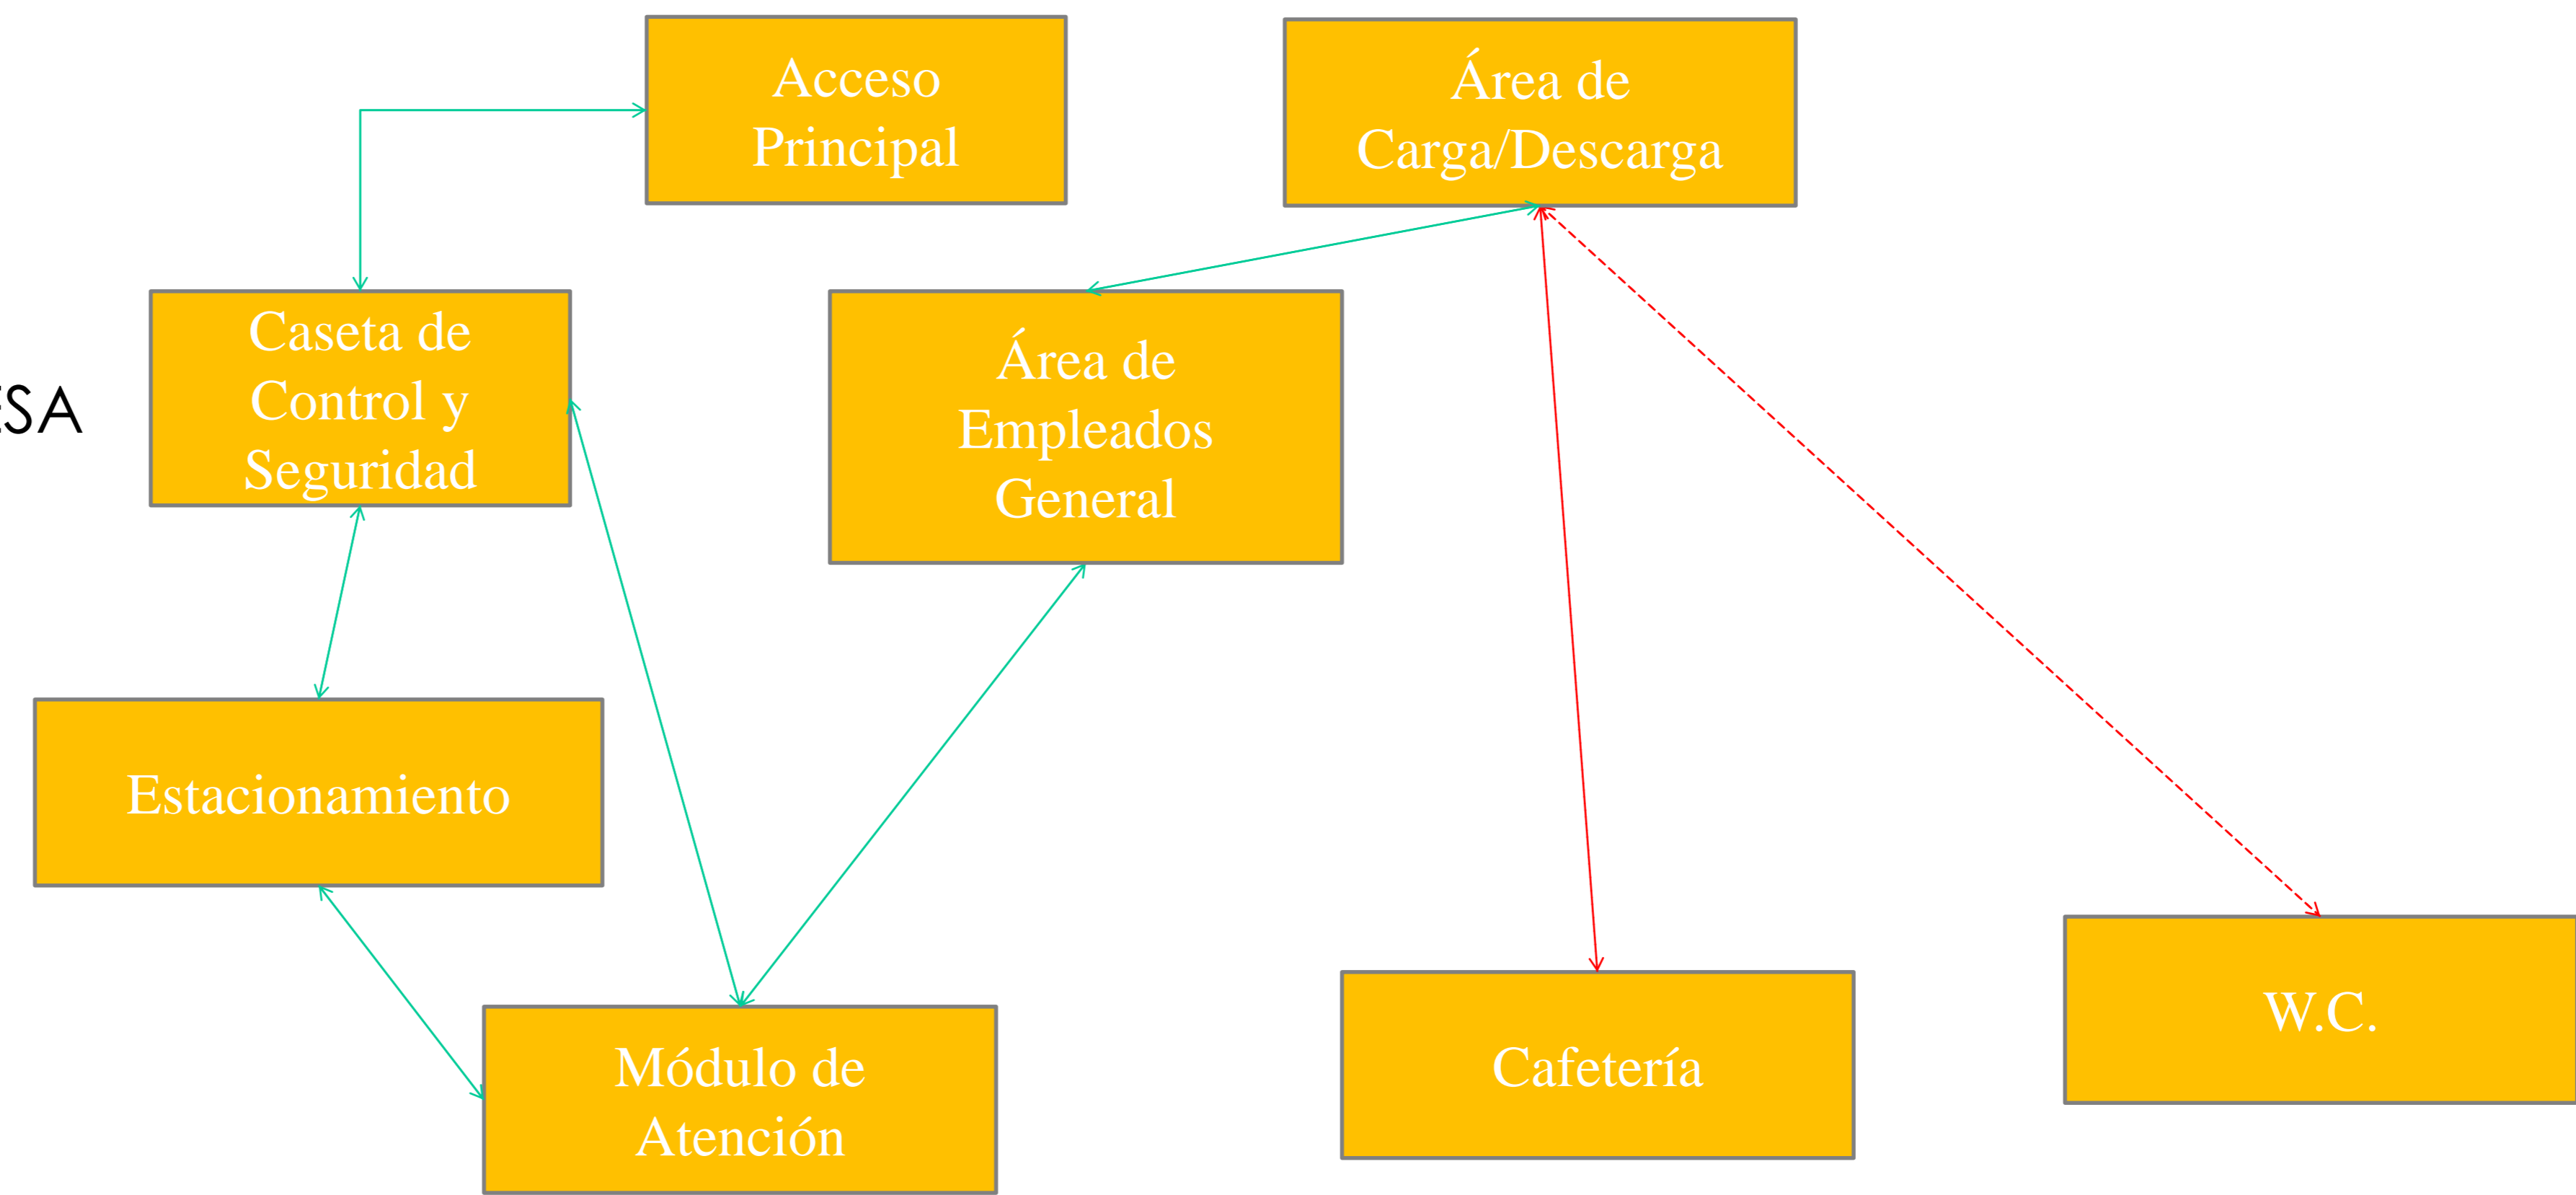 Acceso
Principal
Área de
Carga/Descarga
Caseta de
Control y
Seguridad
Área de
Empleados
General
Estacionamiento
Módulo de
Atención
Cafetería
W.C.